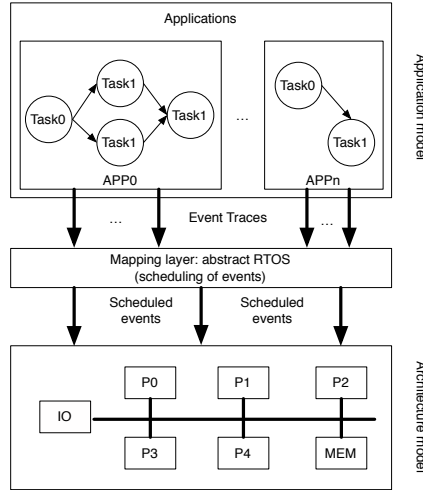 Applications
Task0
Task1
Task1
Task1
...
Task0
Task1
APP0
APPn
Application model
...
Event Traces
...
Mapping layer: abstract RTOS
(scheduling of events)
Scheduled
events
Scheduled
events
P0
P1
P2
IO
P3
P4
MEM
Architecture model